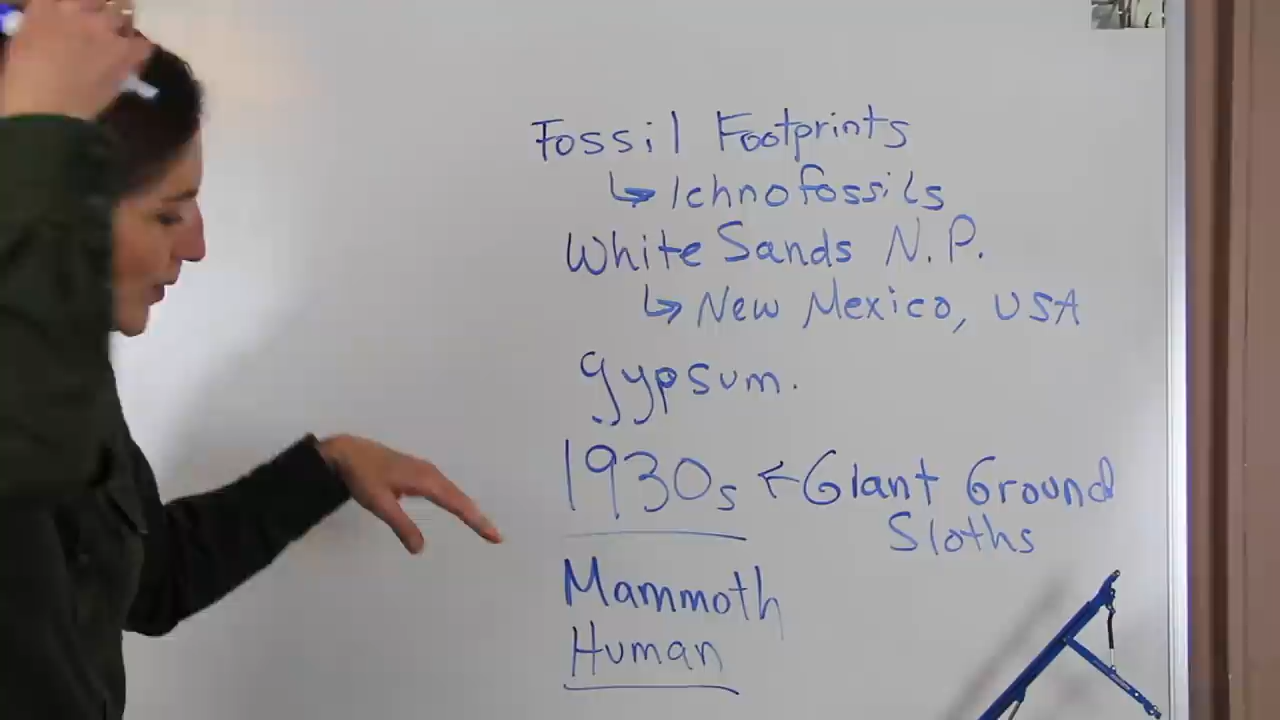 Fossil Footprints
↳ Ichnofossils
White Sands N.P.
↳ New Mexico, USA
gypsum.
1930s ← Giant Ground
Sloths
Mammoth
Human